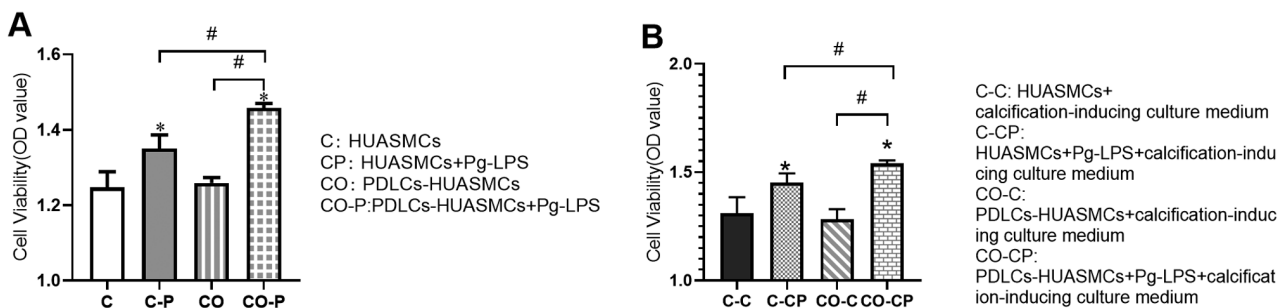 A
#
#
*
*
1.6
1.4
1.2
1.0
Cell Viability(OD value)
C
C-P
CO
CO-P
C: HUASMCs
CP: HUASMCs+Pg-LPS
CO: PDLCs-HUASMCs
CO-P:PDLCs-HUASMCs+Pg-LPS
B
#
#
*
*
2.0
1.5
1.0
Cell Viability(OD value)
C-C
C-CP
CO-C
CO-CP
C-C: HUASMCs+
calcification-inducing culture medium
C-CP:
HUASMCs+Pg-LPS+calcification-indu
cing culture medium
CO-C:
PDLCs-HUASMCs+calcification-induc
ing culture medium
CO-CP:
PDLCs-HUASMCs+Pg-LPS+calcificat
ion-inducing culture medium